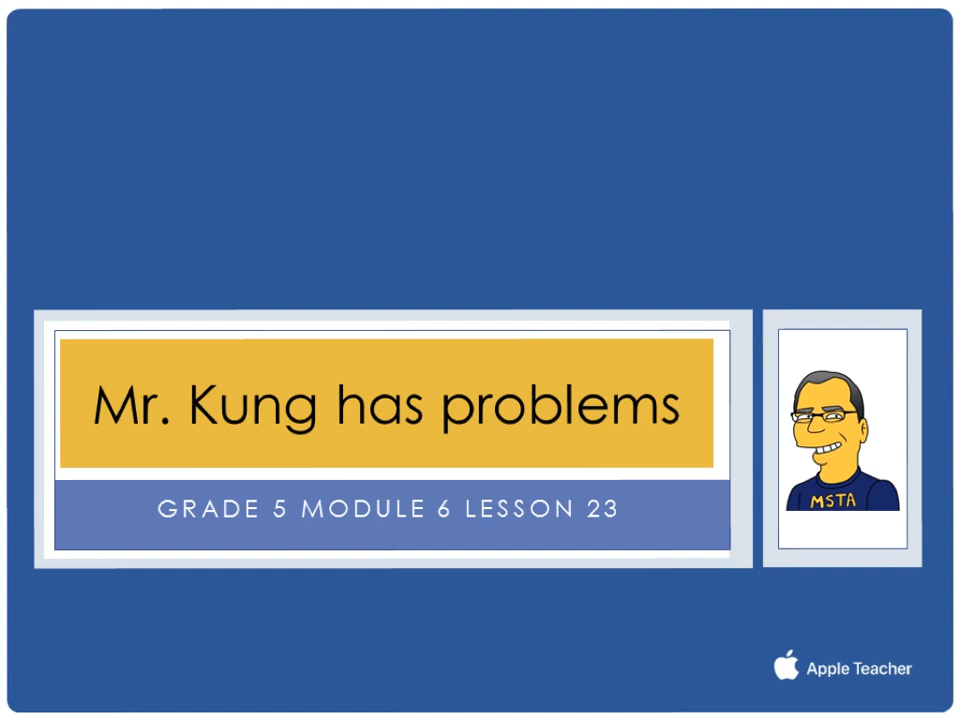 Mr. Kung has problems
GRADE 5 MODULE 6 LESSON 23
MSTA
Apple Teacher